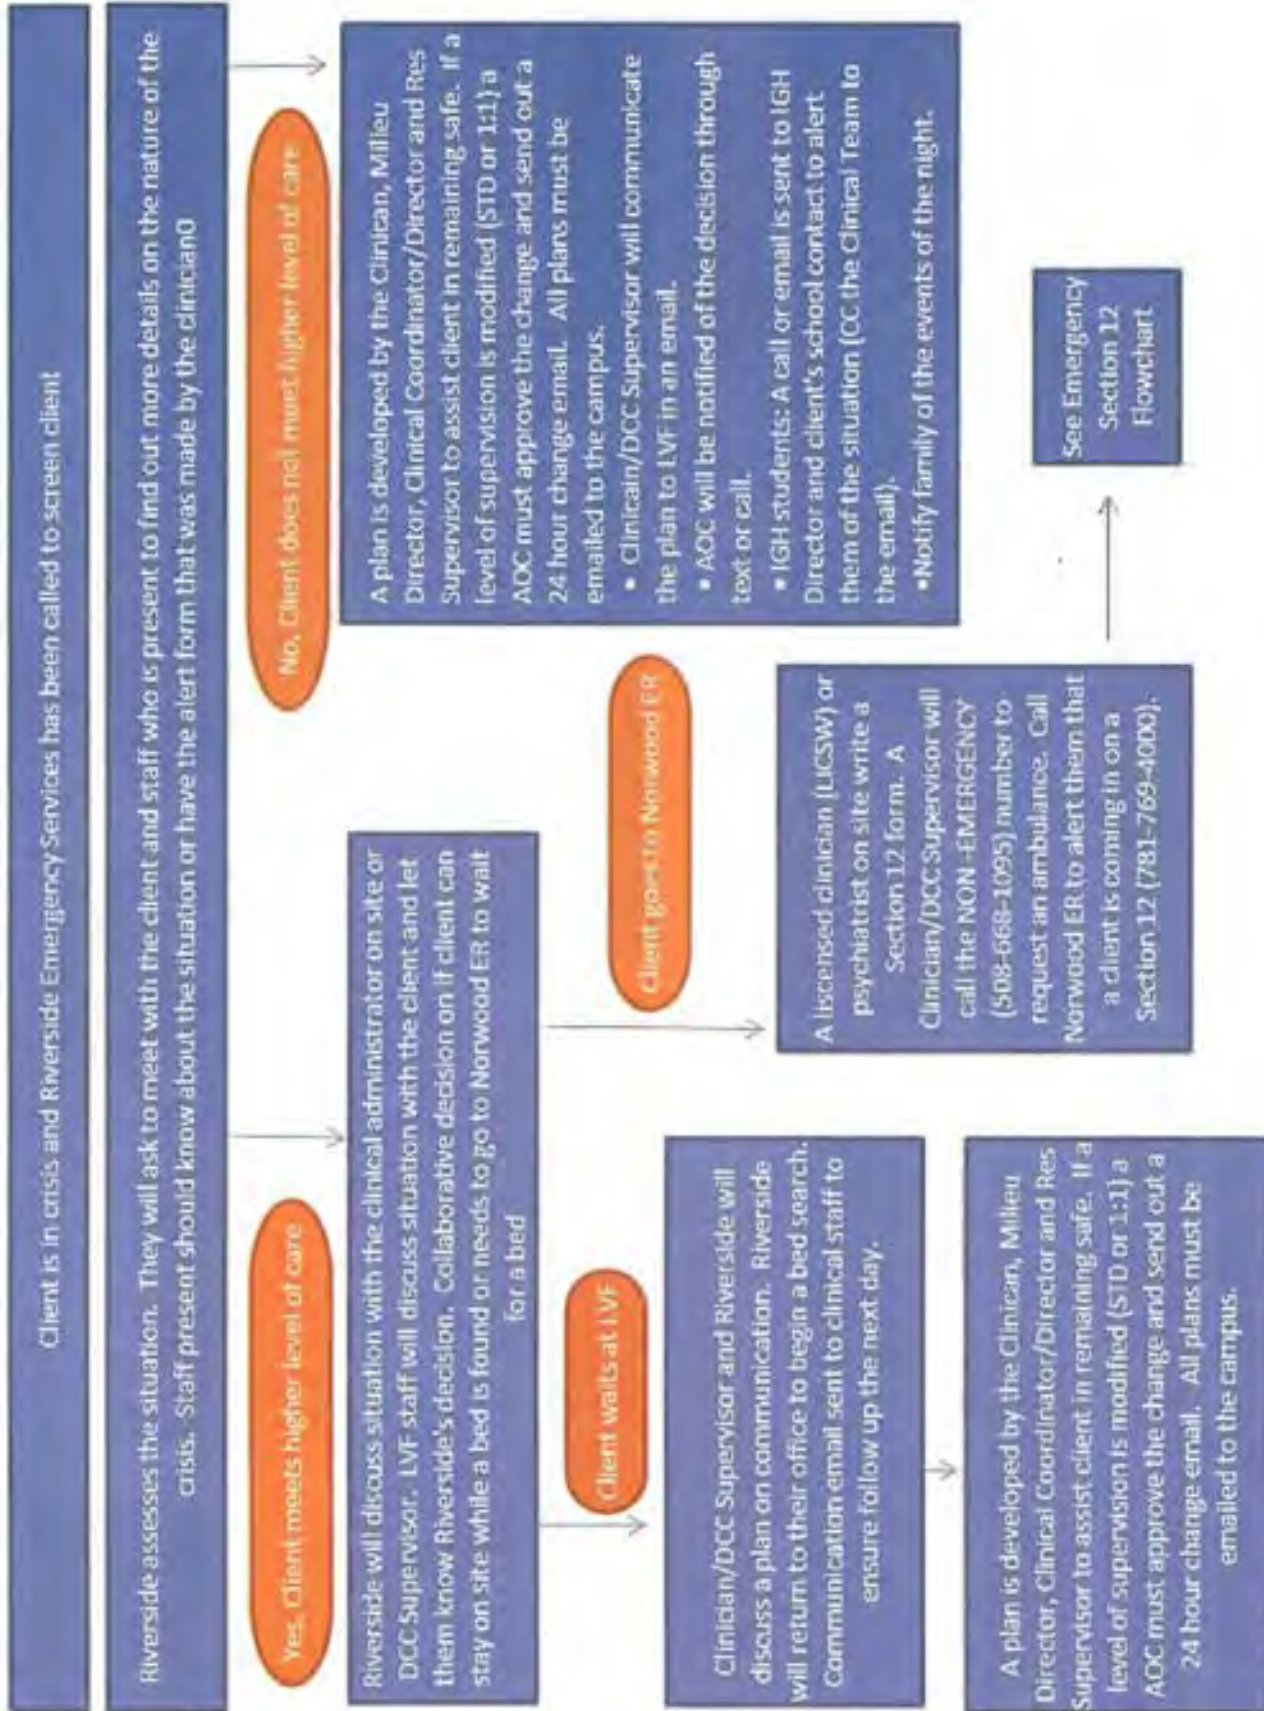 Client is in crisis and Riverside Emergency Services has been called to screen client
Riverside assesses the situation. They will ask to meet with the client and staff who is present to find out more details on the nature of the
crisis. Staff present should know about the situation or have the alert form that was made by the clinician0
Yes, Client meets higher level of care
No, Client does not meet higher level of care
Riverside will discuss situation with the clinical administrator on site or
DCC Supervisor. LVF staff will discuss situation with the client and let
them know Riverside's decision. Collaborative decision on if client can
stay on site while a bed is found or needs to go to Norwood ER to wait
for a bed
A plan is developed by the Clinican, Milieu
Director, Clinical Coordinator/Director and Res
Supervisor to assist client in remaining safe. If a
level of supervision is modified (STD or 1:1) a
AOC must approve the change and send out a
24 hour change email. All plans must be
emailed to the campus.
• Clinicain/DCC Supervisor will communicate
the plan to LVF in an email.
• AOC will be notified of the decision through
text or call.
• IGH students: A call or email is sent to IGH
Director and client's school contact to alert
them of the situation (CC the Clinical Team to
the email).
•Notify family of the events of the night.
Client waits at LVF
Client goes to Norwood ER
Clinician/DCC Supervisor and Riverside will
discuss a plan on communication. Riverside
will return to their office to begin a bed search.
Communication email sent to clinical staff to
ensure follow up the next day.
A liscensed clinician (LICSW) or
psychiatrist on site write a
Section 12 form. A
Clinician/DCC Supervisor will
call the NON -EMERGENCY
(508-668-1095) number to
request an ambulance. Call
Norwood ER to alert them that
a client is coming in on a
Section 12 (781-769-4000).
See Emergency
Section 12
Flowchart
A plan is developed by the Clinican, Milieu
Director, Clinical Coordinator/Director and Res
Supervisor to assist client in remaining safe. If a
level of supervision is modified (STD or 1:1) a
AOC must approve the change and send out a
24 hour change email. All plans must be
emailed to the campus.